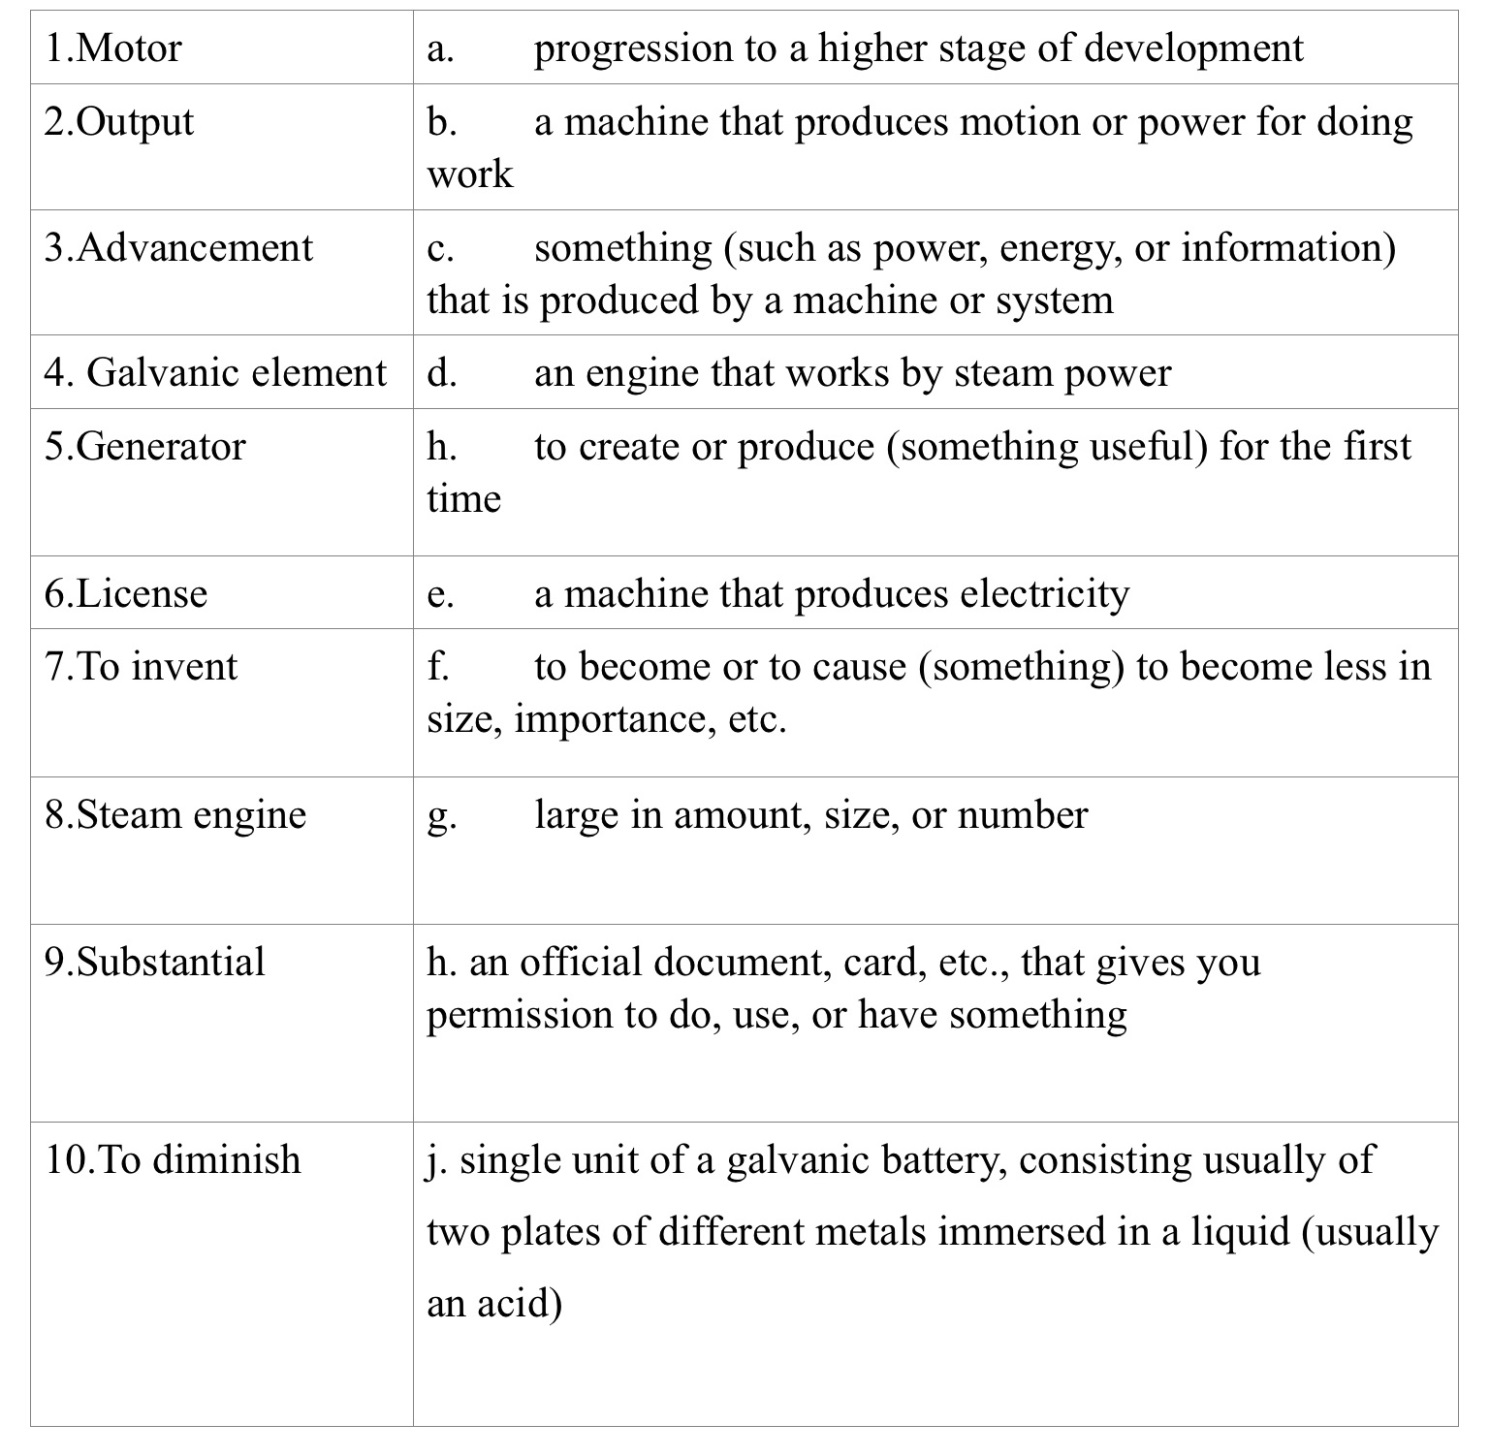 1.Motor
a. progression to a higher stage of development
2.Output
b. a machine that produces motion or power for doing
work
3.Advancement
c. something (such as power, energy, or information)
that is produced by a machine or system
4. Galvanic element
d. an engine that works by steam power
5.Generator
h. to create or produce (something useful) for the first
time
6.License
e. a machine that produces electricity
7.To invent
f. to become or to cause (something) to become less in
size, importance, etc.
8.Steam engine
g. large in amount, size, or number
9.Substantial
h. an official document, card, etc., that gives you
permission to do, use, or have something
10.To diminish
j. single unit of a galvanic battery, consisting usually of
two plates of different metals immersed in a liquid (usually
an acid)